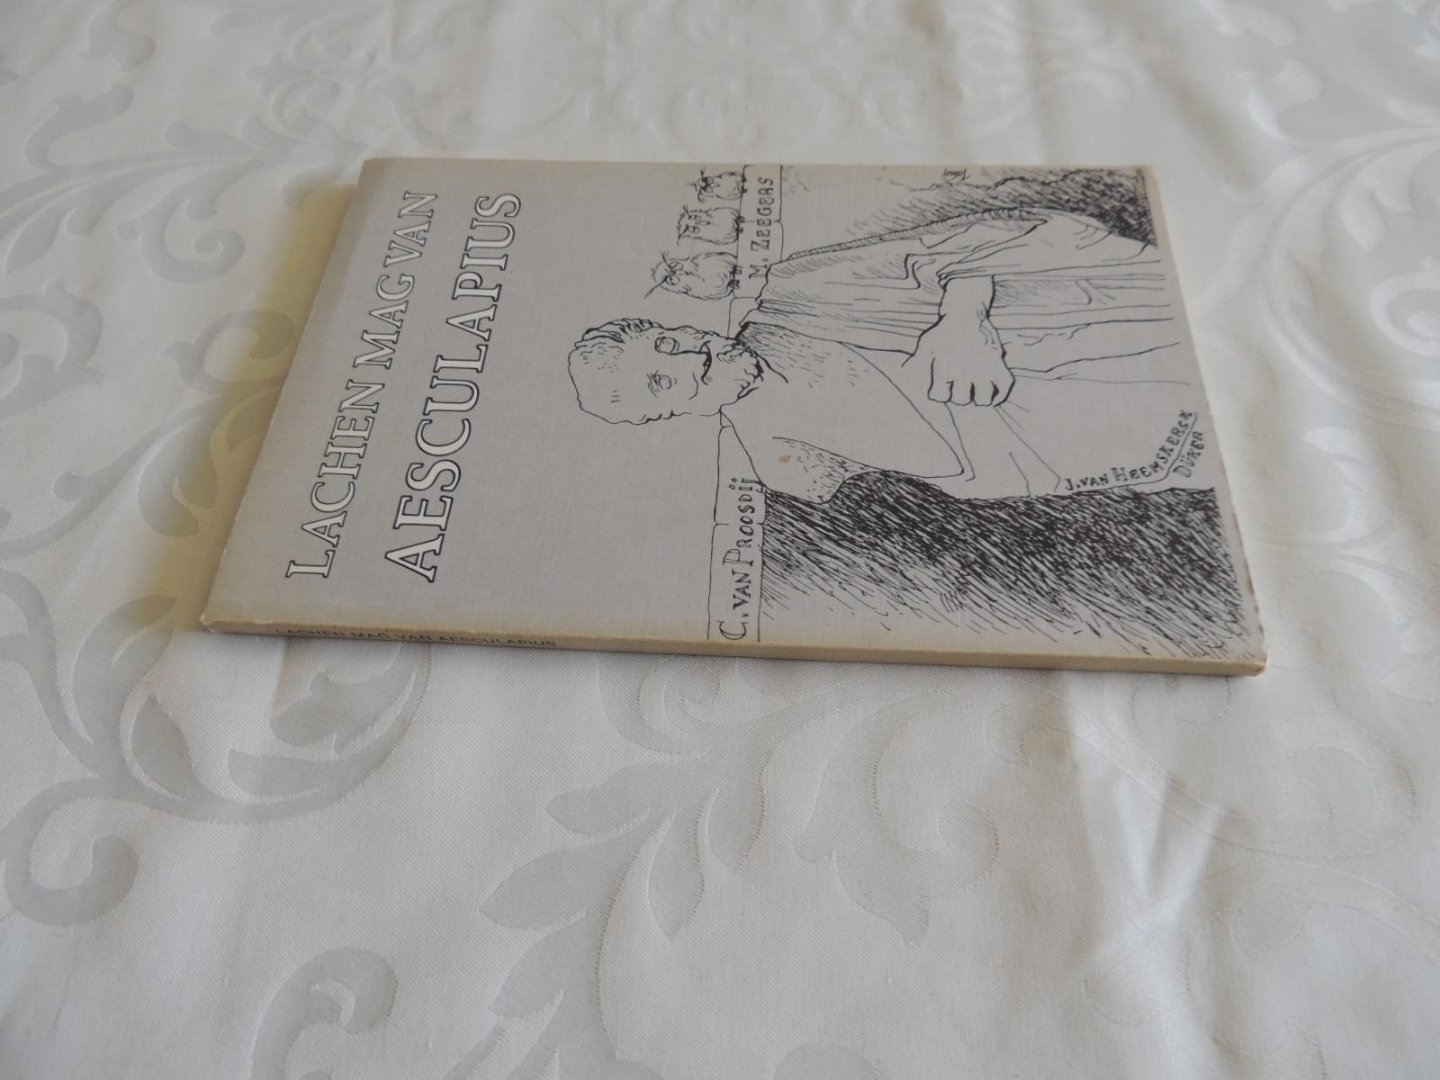 LACHEN MAG VAN
AESCULAPIUS
C. VAN PROOSDIJ
M. ZEEGERS
J. VAN HEEMSKERCK
DÜKER
LACHEN MAG VAN AESCULAPIUS